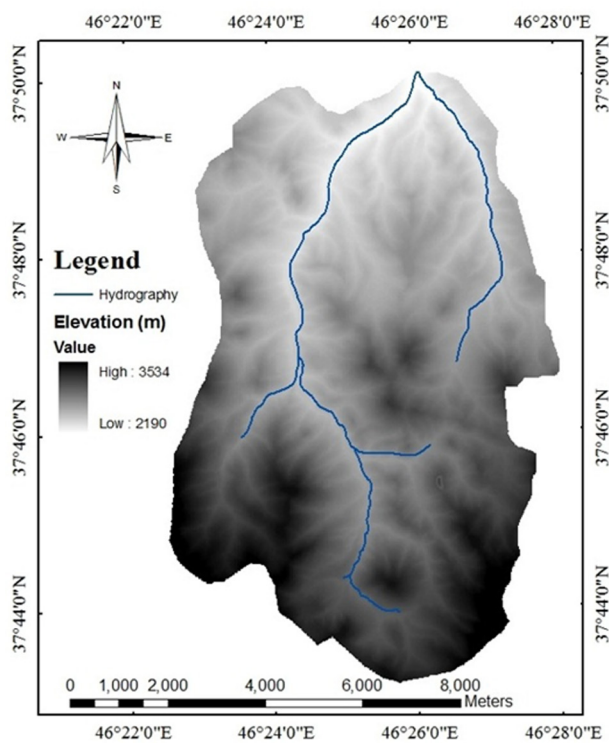 46°22'0"E 46°24'0"E 46°26'0"E 46°28'0"E
37°50'0"N 37°50'0"N
N
W E
S
37°48'0"N 37°48'0"N
Legend
Hydrography
Elevation (m)
Value
High : 3534
Low : 2190
37°46'0"N 37°46'0"N
37°44'0"N 37°44'0"N
0 1,000 2,000 4,000 6,000 8,000
Meters
46°22'0"E 46°24'0"E 46°26'0"E 46°28'0"E